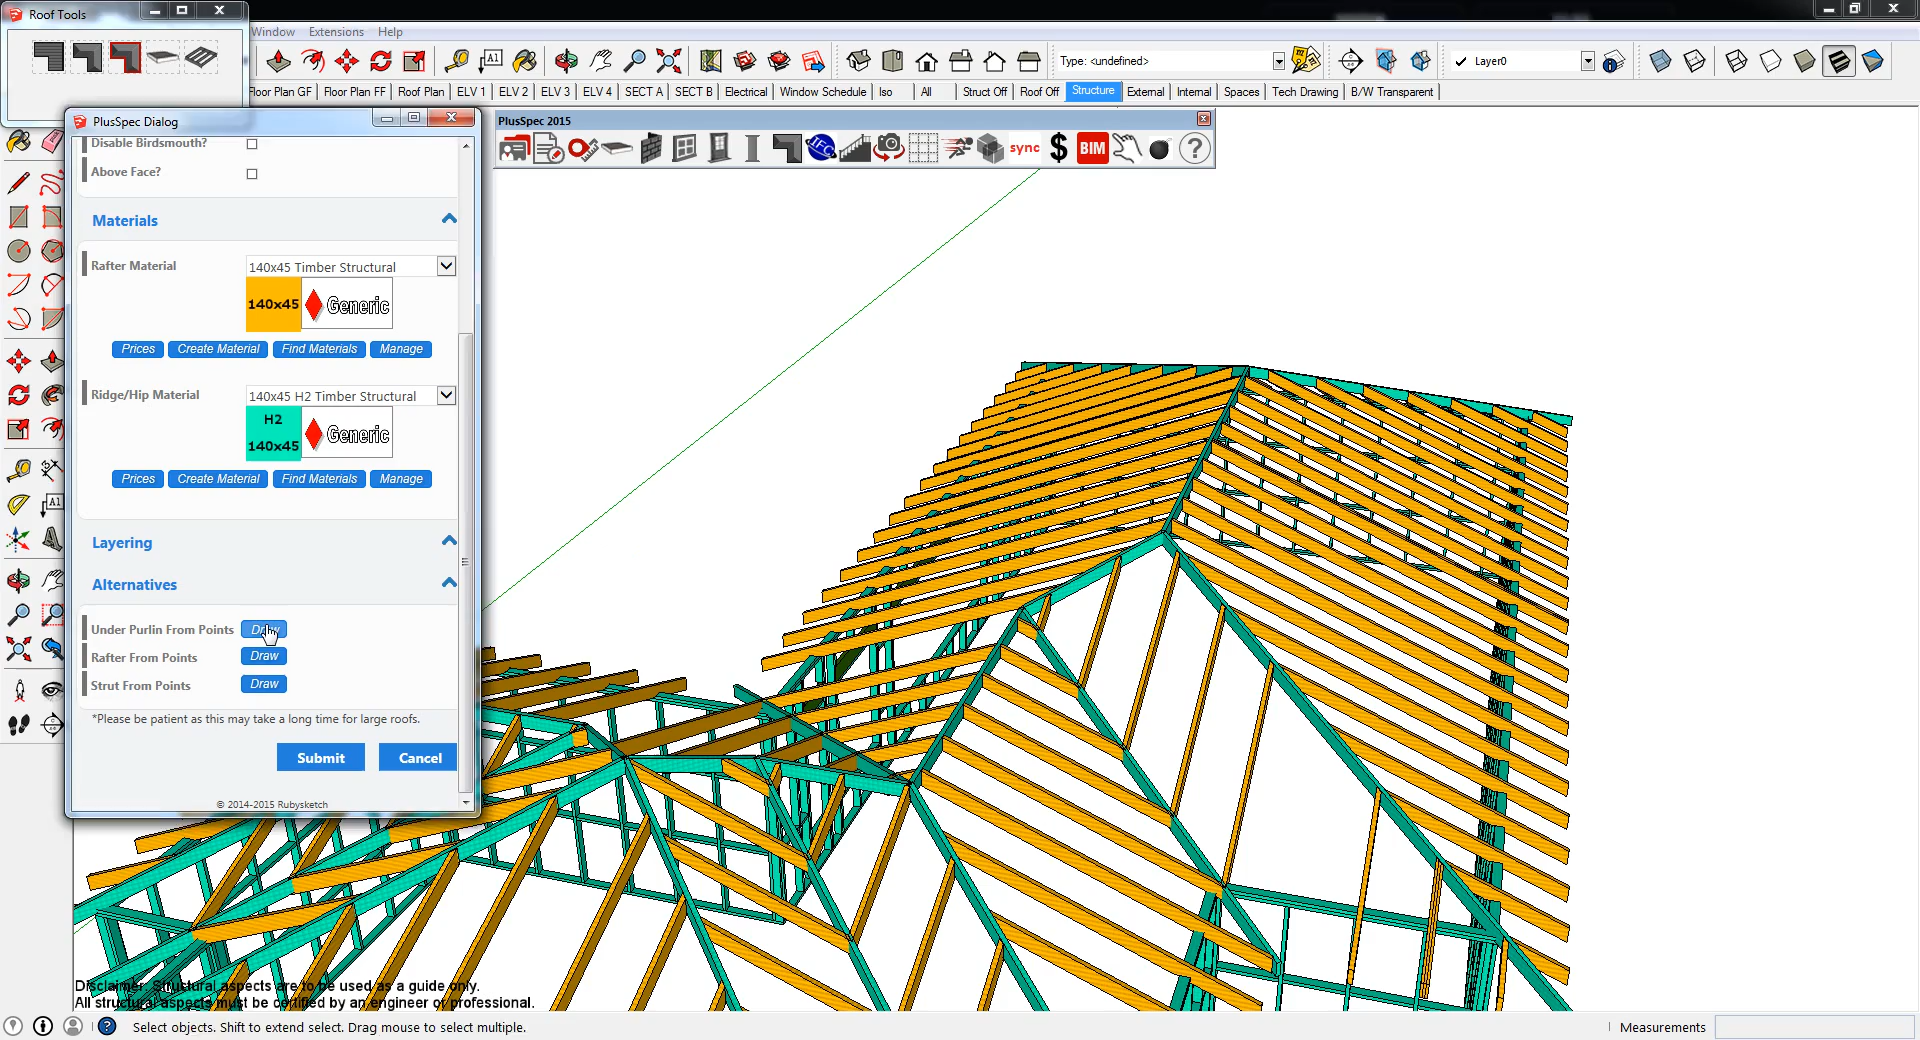 Roof Tools
Window Extensions Help
Type: <undefined>
Layer0
Floor Plan GF Floor Plan FF Roof Plan ELV 1 ELV 2 ELV 3 ELV 4 SECT A SECT B Electrical Window Schedule Iso All Struct Off Roof Off Structure External Internal Spaces Tech Drawing B/W Transparent
PlusSpec Dialog
PlusSpec 2015
IFC sync $ BIM ?
Disable Birdsmouth?
Above Face?
Materials
Rafter Material
140x45 Timber Structural
140x45 Generic
Prices Create Material Find Materials Manage
Ridge/Hip Material
140x45 H2 Timber Structural
H2
140x45 Generic
Prices Create Material Find Materials Manage
Layering
Alternatives
Under Purlin From Points Draw
Rafter From Points Draw
Strut From Points Draw
*Please be patient as this may take a long time for large roofs.
Submit Cancel
© 2014-2015 Rubysketch
Disclaimer: Structural aspects are to be used as a guide only.
All structural aspects must be certified by an engineer or professional.
Select objects. Shift to extend select. Drag mouse to select multiple.
Measurements